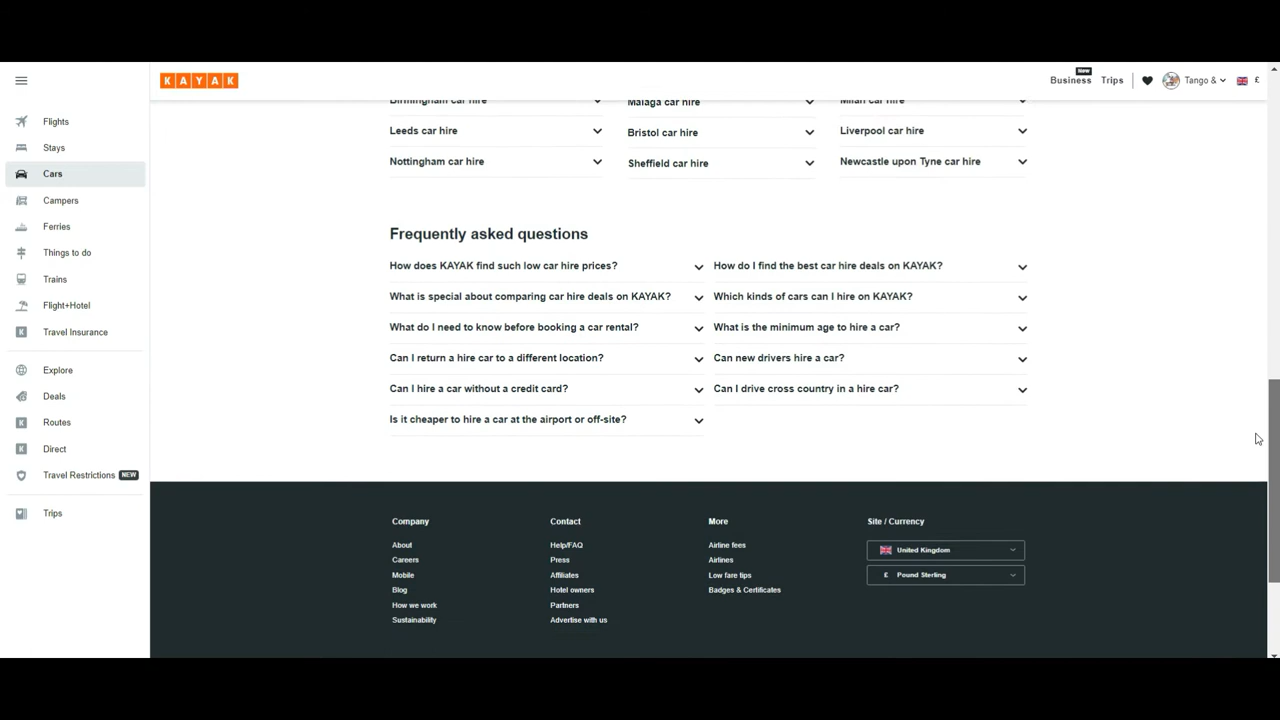 KAYAK
New
Business
Trips
Tango &
£
Flights
Stays
Cars
Campers
Ferries
Things to do
Trains
Flight+Hotel
Travel Insurance
Explore
Deals
Routes
Direct
Travel Restrictions NEW
Trips
Birmingham car hire
Malaga car hire
Milan car hire
Leeds car hire
Bristol car hire
Liverpool car hire
Nottingham car hire
Sheffield car hire
Newcastle upon Tyne car hire
Frequently asked questions
How does KAYAK find such low car hire prices?
How do I find the best car hire deals on KAYAK?
What is special about comparing car hire deals on KAYAK?
Which kinds of cars can I hire on KAYAK?
What do I need to know before booking a car rental?
What is the minimum age to hire a car?
Can I return a hire car to a different location?
Can new drivers hire a car?
Can I hire a car without a credit card?
Can I drive cross country in a hire car?
Is it cheaper to hire a car at the airport or off-site?
Company
About
Careers
Mobile
Blog
How we work
Sustainability
Contact
Help/FAQ
Press
Affiliates
Hotel owners
Partners
Advertise with us
More
Airline fees
Airlines
Low fare tips
Badges & Certificates
Site / Currency
United Kingdom
£ Pound Sterling